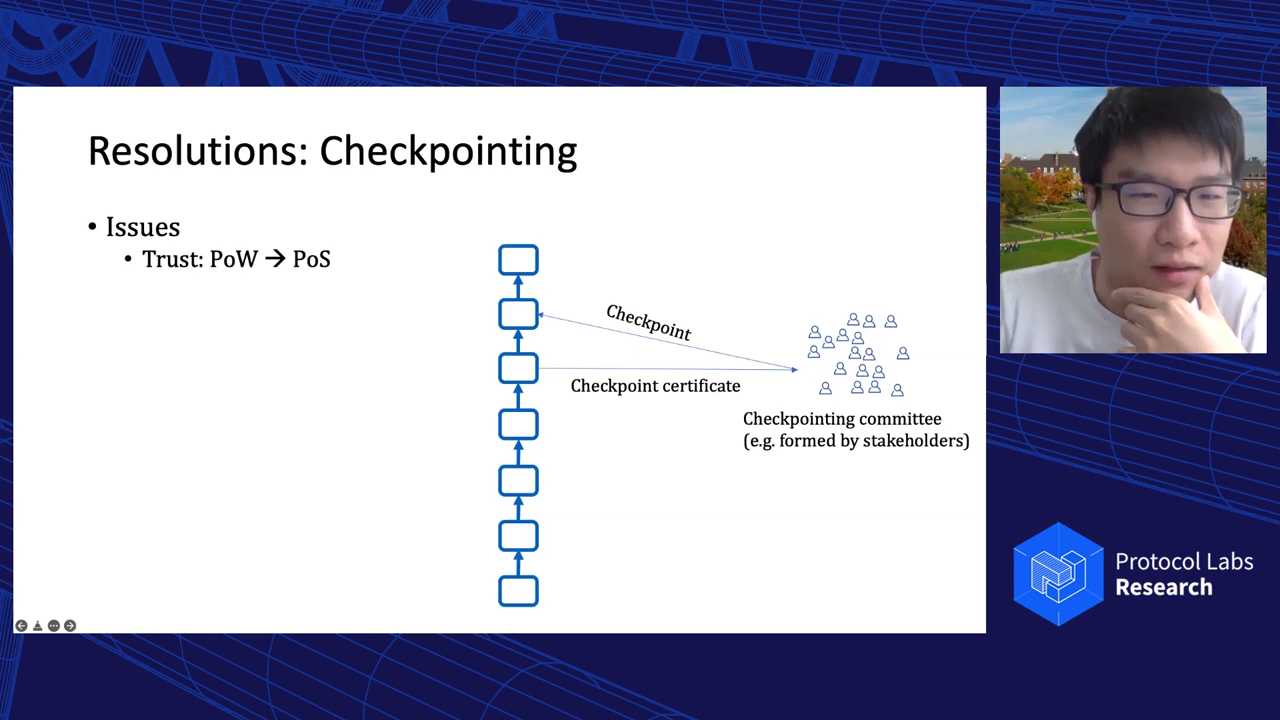 Resolutions: Checkpointing
• Issues
• Trust: PoW → PoS
Checkpoint
Checkpoint certificate
Checkpointing committee
(e.g. formed by stakeholders)
Protocol Labs
Research